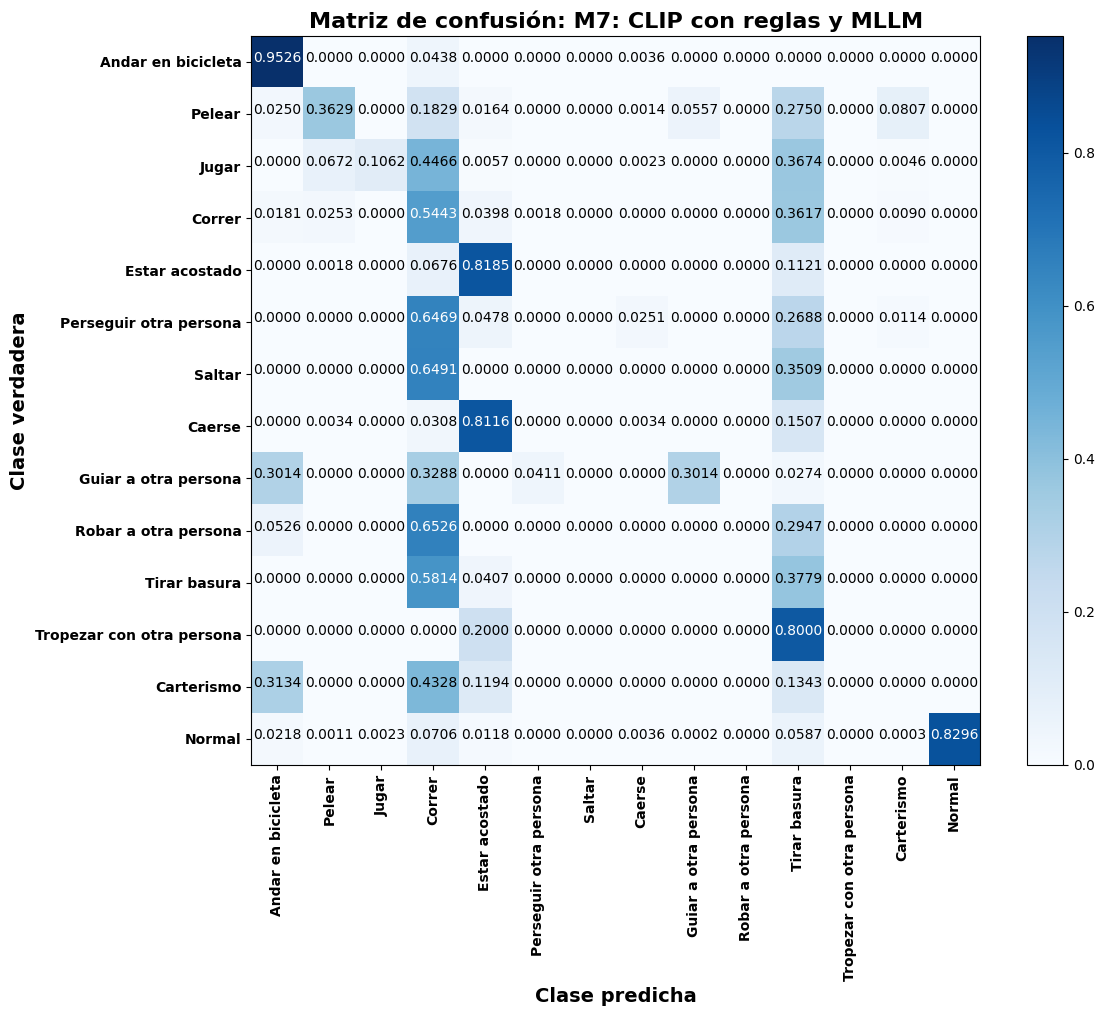 Matriz de confusión: M7: CLIP con reglas y MLLM
Clase verdadera
Andar en bicicleta 0.9526 0.0000 0.0000 0.0438 0.0000 0.0000 0.0000 0.0036 0.0000 0.0000 0.0000 0.0000 0.0000 0.0000
Pelear 0.0250 0.3629 0.0000 0.1829 0.0164 0.0000 0.0000 0.0014 0.0557 0.0000 0.2750 0.0000 0.0807 0.0000
Jugar 0.0000 0.0672 0.1062 0.4466 0.0057 0.0000 0.0000 0.0023 0.0000 0.0000 0.3674 0.0000 0.0046 0.0000
Correr 0.0181 0.0253 0.0000 0.5443 0.0398 0.0018 0.0000 0.0000 0.0000 0.0000 0.3617 0.0000 0.0090 0.0000
Estar acostado 0.0000 0.0018 0.0000 0.0676 0.8185 0.0000 0.0000 0.0000 0.0000 0.0000 0.1121 0.0000 0.0000 0.0000
Perseguir otra persona 0.0000 0.0000 0.0000 0.6469 0.0478 0.0000 0.0000 0.0251 0.0000 0.0000 0.2688 0.0000 0.0114 0.0000
Saltar 0.0000 0.0000 0.0000 0.6491 0.0000 0.0000 0.0000 0.0000 0.0000 0.0000 0.3509 0.0000 0.0000 0.0000
Caerse 0.0000 0.0034 0.0000 0.0308 0.8116 0.0000 0.0000 0.0034 0.0000 0.0000 0.1507 0.0000 0.0000 0.0000
Guiar a otra persona 0.3014 0.0000 0.0000 0.3288 0.0000 0.0411 0.0000 0.0000 0.3014 0.0000 0.0274 0.0000 0.0000 0.0000
Robar a otra persona 0.0526 0.0000 0.0000 0.6526 0.0000 0.0000 0.0000 0.0000 0.0000 0.0000 0.2947 0.0000 0.0000 0.0000
Tirar basura 0.0000 0.0000 0.0000 0.5814 0.0407 0.0000 0.0000 0.0000 0.0000 0.0000 0.3779 0.0000 0.0000 0.0000
Tropezar con otra persona 0.0000 0.0000 0.0000 0.0000 0.2000 0.0000 0.0000 0.0000 0.0000 0.0000 0.8000 0.0000 0.0000 0.0000
Carterismo 0.3134 0.0000 0.0000 0.4328 0.1194 0.0000 0.0000 0.0000 0.0000 0.0000 0.1343 0.0000 0.0000 0.0000
Normal 0.0218 0.0011 0.0023 0.0706 0.0118 0.0000 0.0000 0.0036 0.0002 0.0000 0.0587 0.0000 0.0003 0.8296
Andar en bicicleta
Pelear
Jugar
Correr
Estar acostado
Perseguir otra persona
Saltar
Caerse
Guiar a otra persona
Robar a otra persona
Tirar basura
Tropezar con otra persona
Carterismo
Normal
Clase predicha
0.8
0.6
0.4
0.2
0.0